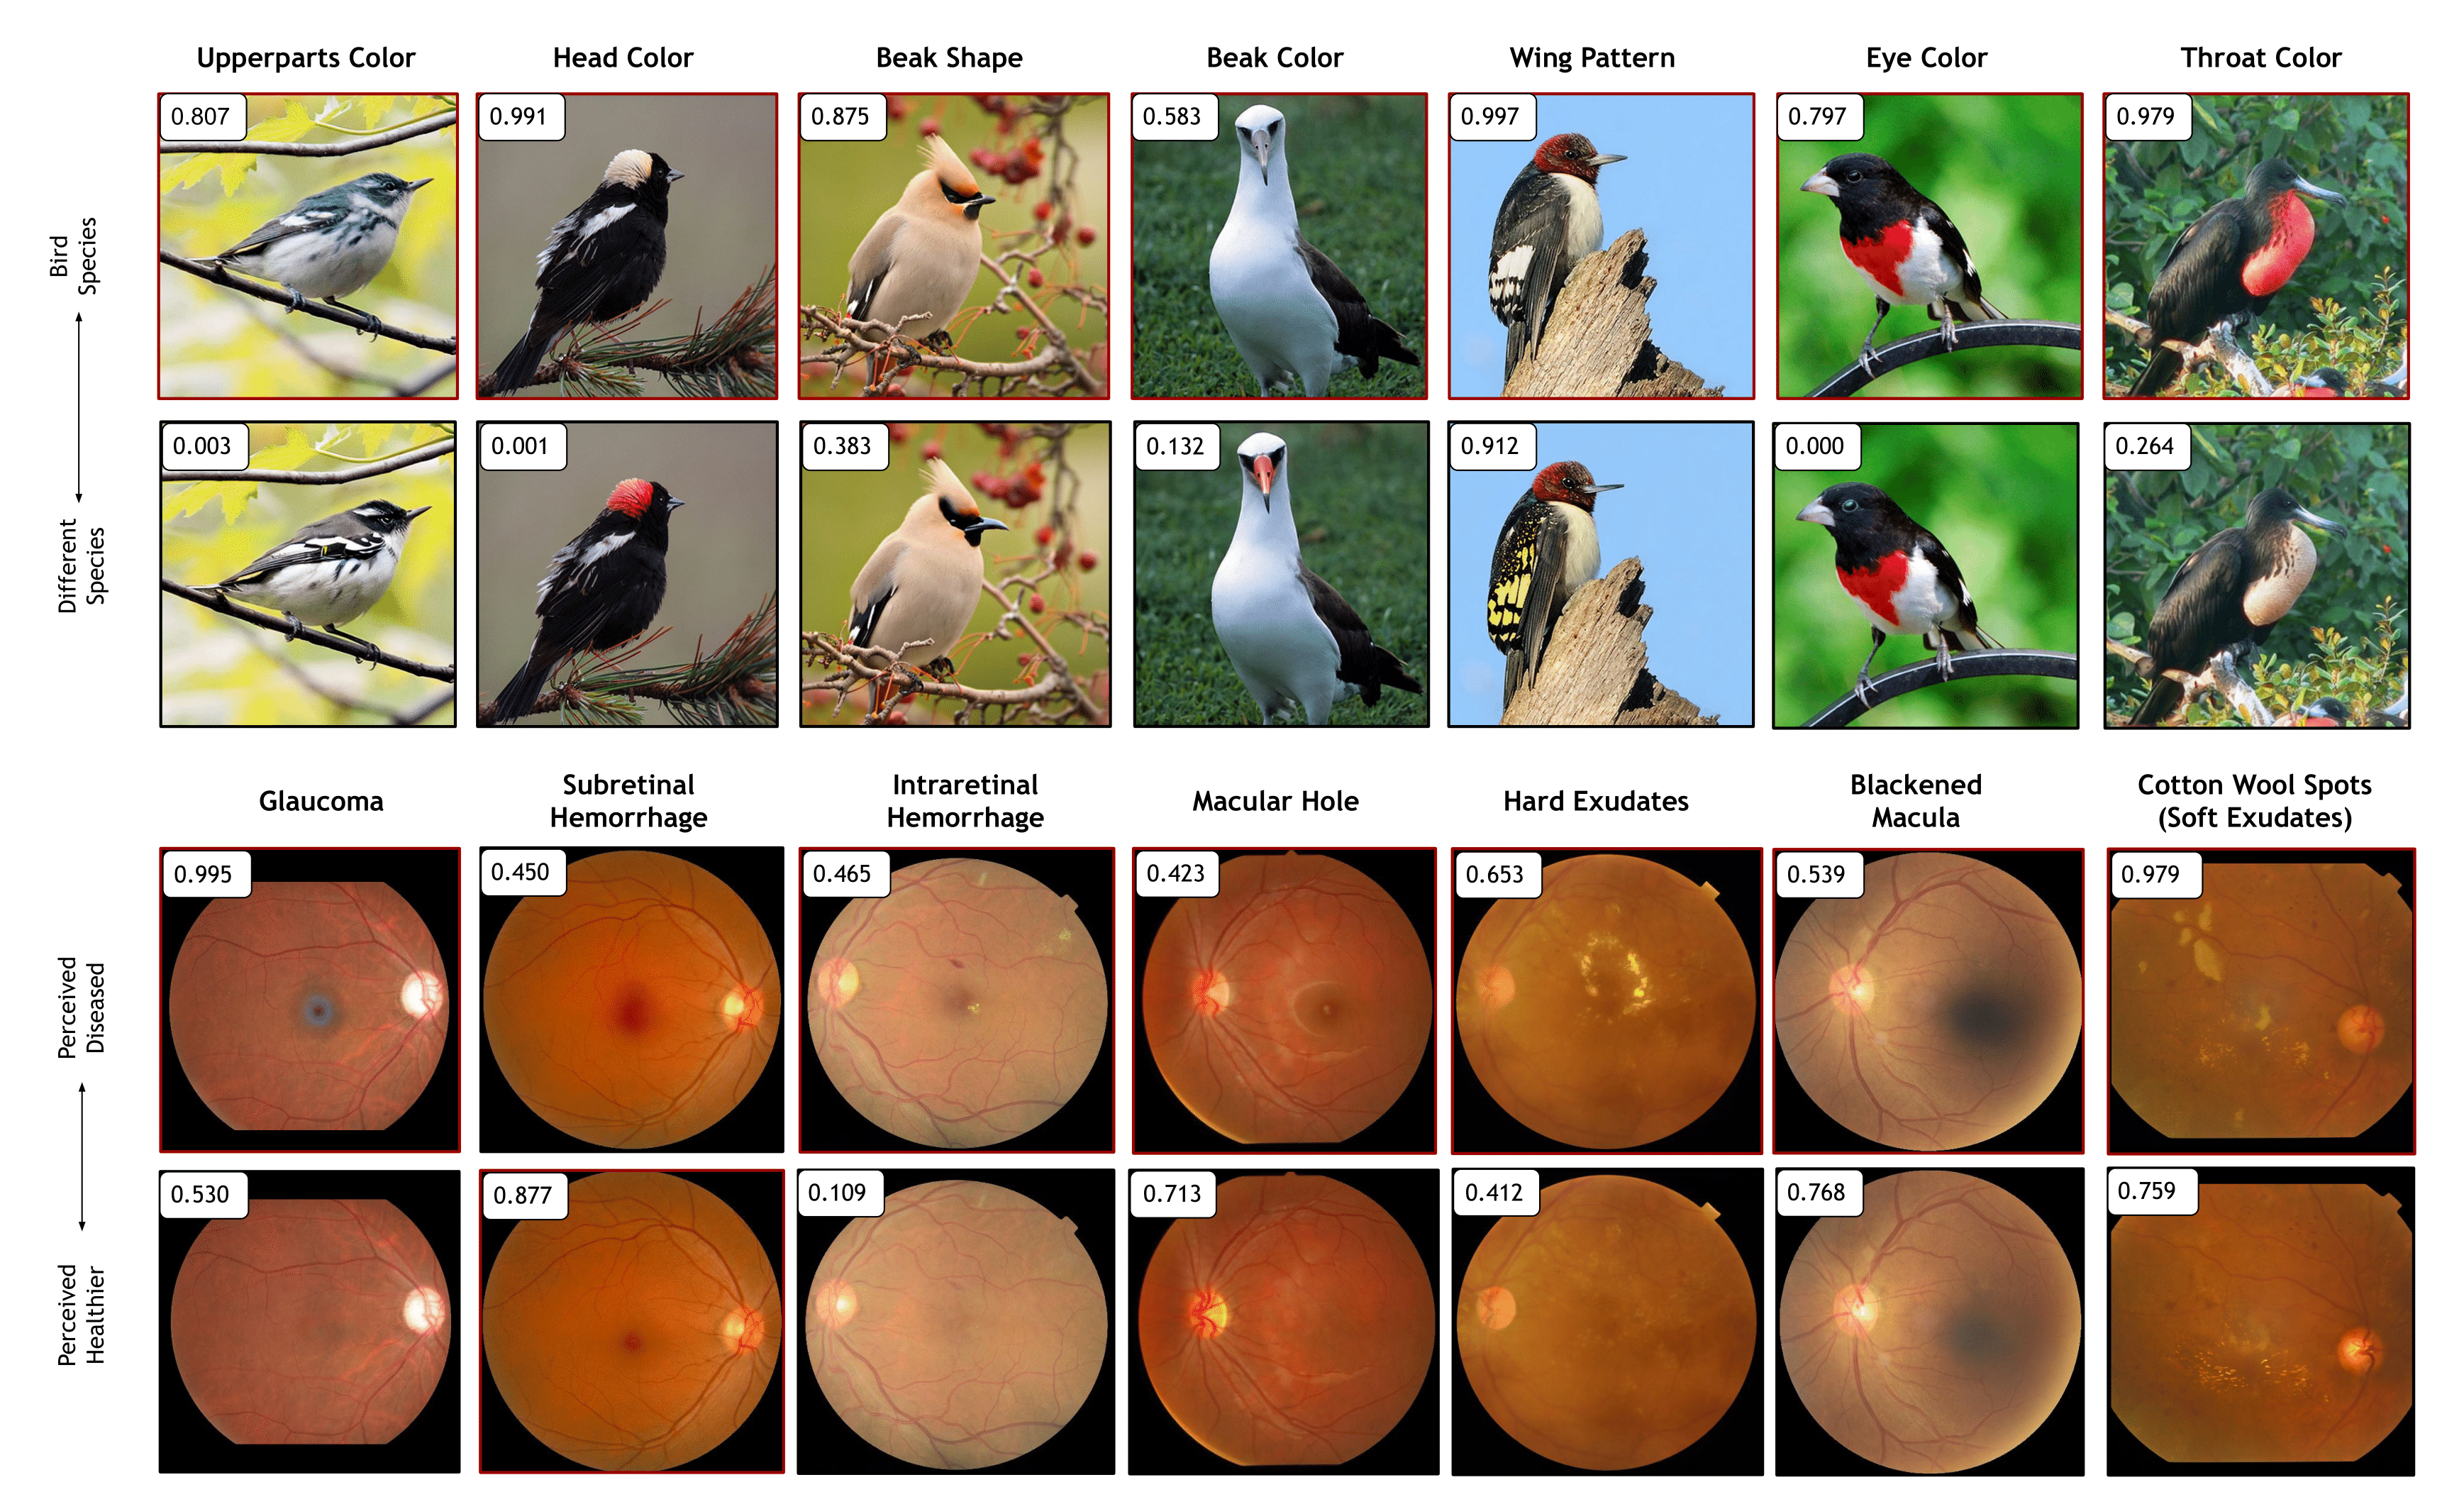 Upperparts Color
Head Color
Beak Shape
Beak Color
Wing Pattern
Eye Color
Throat Color
Bird
Species
0.807
0.991
0.875
0.583
0.997
0.797
0.979
Different
Species
0.003
0.001
0.383
0.132
0.912
0.000
0.264
Glaucoma
Subretinal
Hemorrhage
Intraretinal
Hemorrhage
Macular Hole
Hard Exudates
Blackened
Macula
Cotton Wool Spots
(Soft Exudates)
Perceived
Diseased
0.995
0.450
0.465
0.423
0.653
0.539
0.979
Perceived
Healthier
0.530
0.877
0.109
0.713
0.412
0.768
0.759